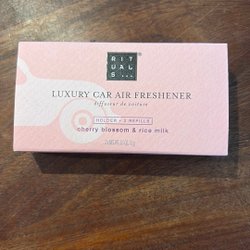 RIT
UAL
S...
LUXURY CAR AIR FRESHENER
diffuseur de voiture
HOLDER + 2 REFILLS
cherry blossom & rice milk